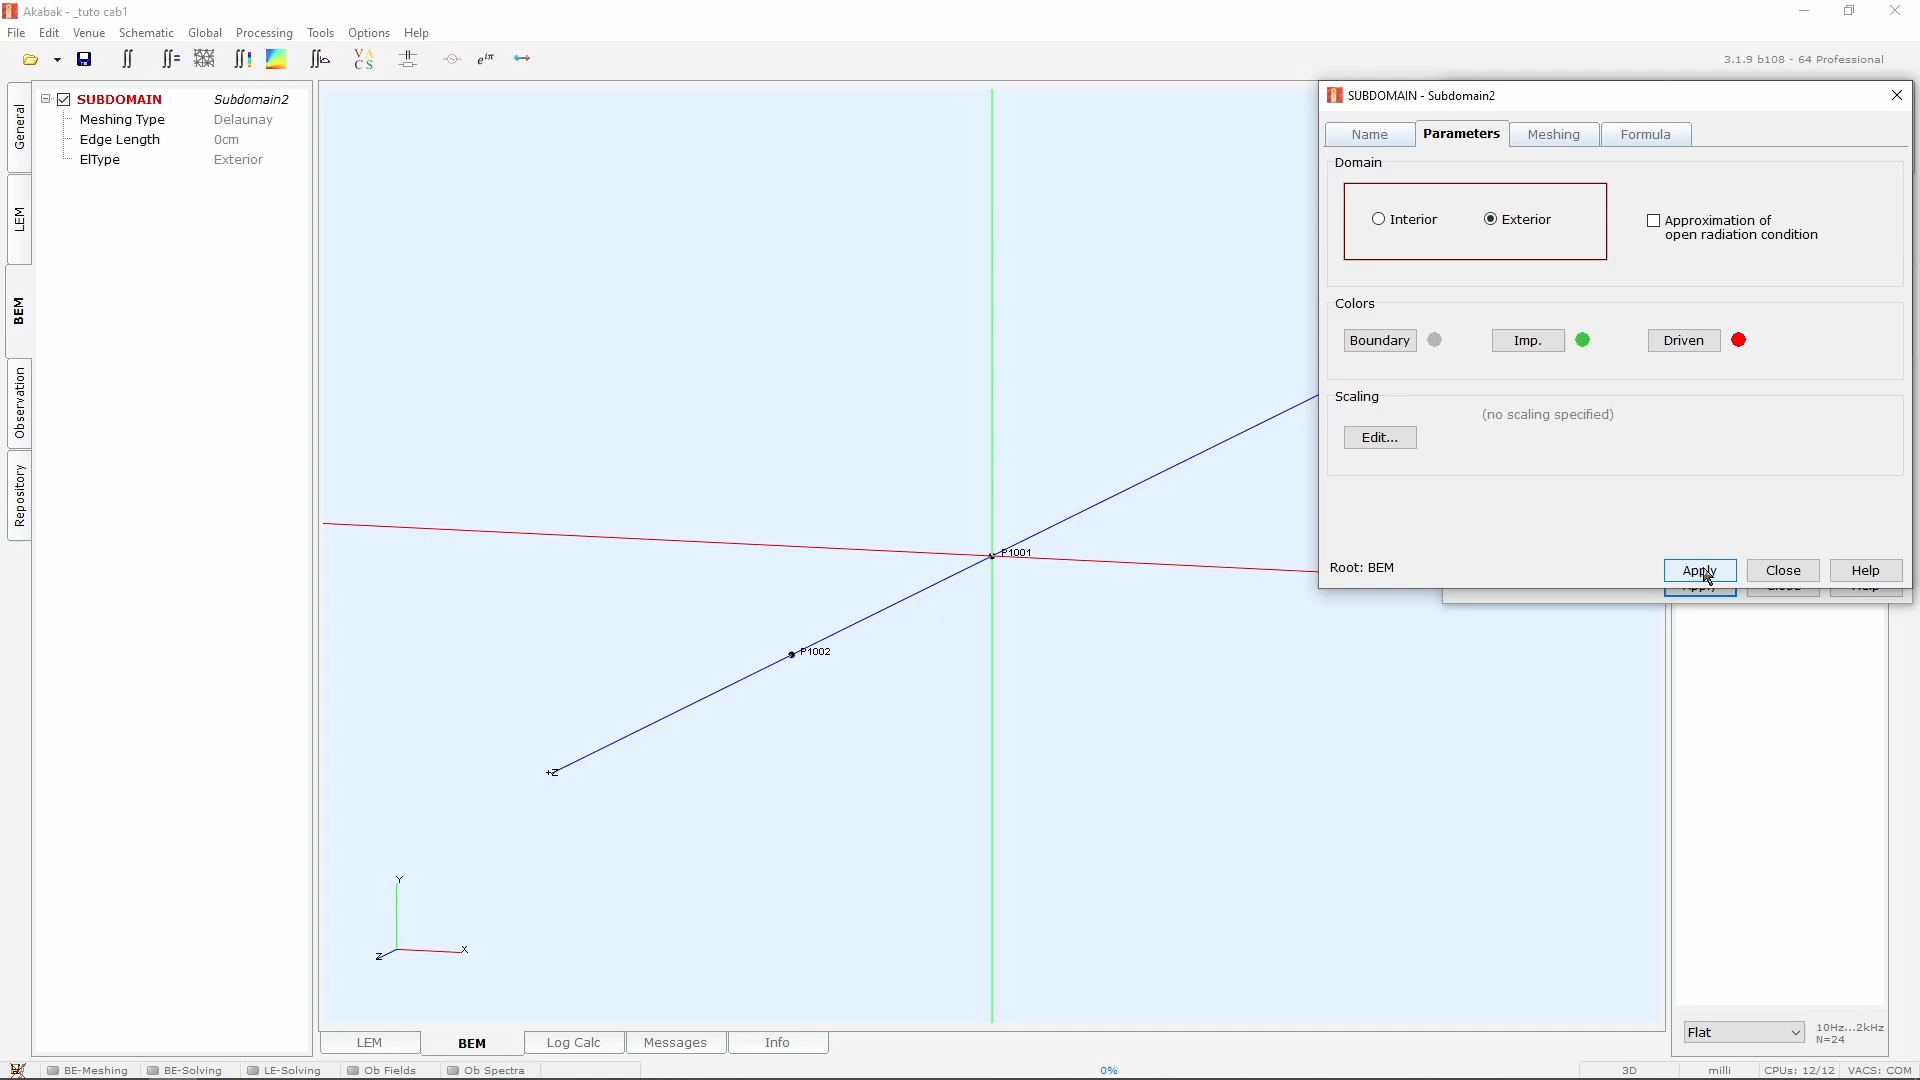 Akabak - _tuto cab1
File Edit Venue Schematic Global Processing Tools Options Help
V A C S
e^iπ
3.1.9 b108 - 64 Professional
General
LEM
BEM
Observation
Repository
SUBDOMAIN Subdomain2
Meshing Type Delaunay
Edge Length 0cm
ElType Exterior
P1001
P1002
+Z
Y
X
Z
SUBDOMAIN - Subdomain2
Name Parameters Meshing Formula
Domain
Interior Exterior
Approximation of
open radiation condition
Colors
Boundary Imp. Driven
Scaling
(no scaling specified)
Edit...
Root: BEM
Apply Close Help
Apply Close Help
Flat
10Hz...2kHz
N=24
LEM BEM Log Calc Messages Info
BE-Meshing BE-Solving LE-Solving Ob Fields Ob Spectra 0% 3D milli CPUs: 12/12 VACS: COM